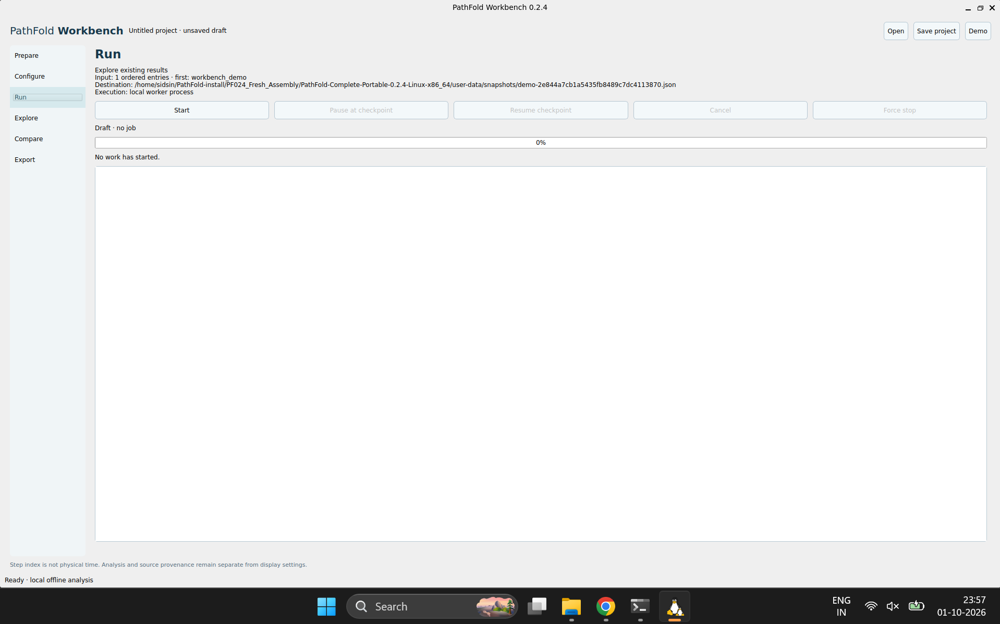 PathFold Workbench 0.2.4
PathFold Workbench Untitled project · unsaved draft
Open
Save project
Demo
Prepare
Configure
Run
Explore
Compare
Export
Run
Explore existing results
Input: 1 ordered entries · first: workbench_demo
Destination: /home/sidsin/PathFold-install/PF024_Fresh_Assembly/PathFold-Complete-Portable-0.2.4-Linux-x86_64/user-data/snapshots/demo-2e844a7cb1a5435fb8489c7dc4113870.json
Execution: local worker process
Start
Pause at checkpoint
Resume checkpoint
Cancel
Force stop
Draft · no job
0%
No work has started.
Step index is not physical time. Analysis and source provenance remain separate from display settings.
Ready · local offline analysis
Search
ENG
IN
23:57
01-10-2026